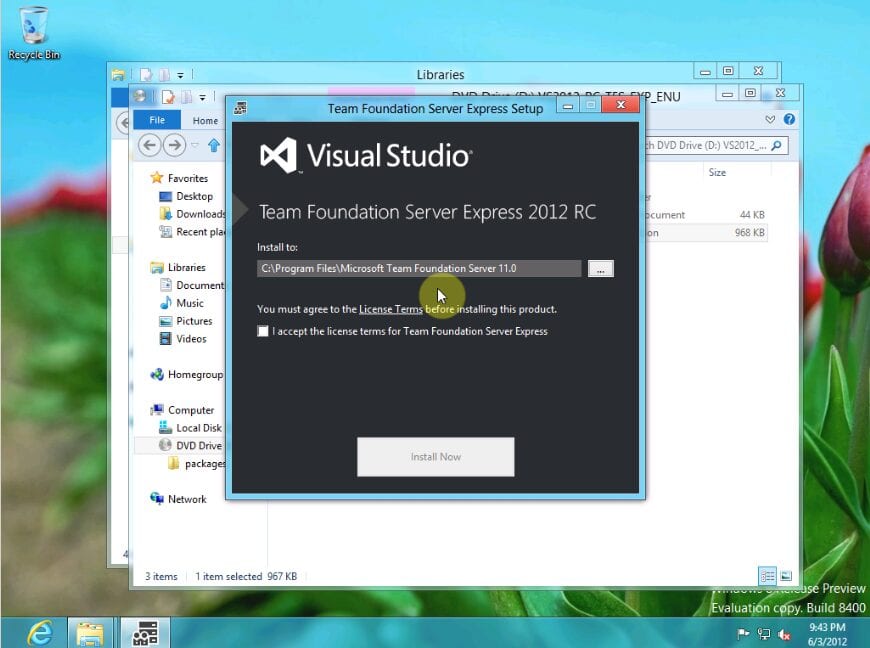 Recycle Bin
Libraries
DVD Drive (D:) VS2012_RC_TFS_EXP_ENU
Team Foundation Server Express Setup
File
Home
ch DVD Drive (D:) VS2012_...
Favorites
Desktop
Downloads
Recent pla
Libraries
Document
Music
Pictures
Videos
Homegroup
Computer
Local Disk
DVD Drive
packages
Network
Size
er
ocument 44 KB
ion 968 KB
Visual Studio
Team Foundation Server Express 2012 RC
Install to:
C:\Program Files\Microsoft Team Foundation Server 11.0
...
You must agree to the License Terms before installing this product.
I accept the license terms for Team Foundation Server Express
Install Now
4
3 items 1 item selected 967 KB
Windows 8 Release Preview
Evaluation copy. Build 8400
9:43 PM
6/3/2012